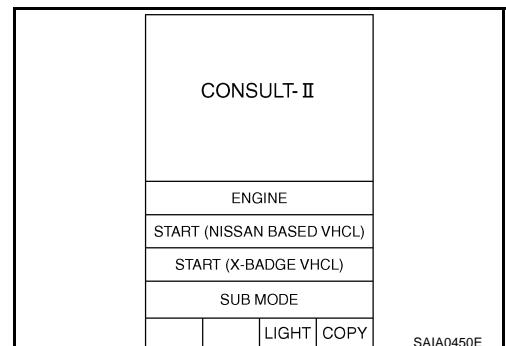 CONSULT-Ⅱ
ENGINE
START (NISSAN BASED VHCL)
START (X-BADGE VHCL)
SUB MODE
LIGHT COPY
SAIA0450E